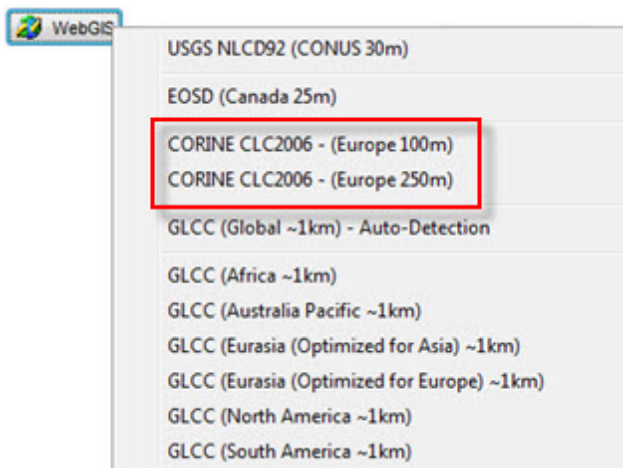 WebGIS
USGS NLCD92 (CONUS 30m)
EOSD (Canada 25m)
CORINE CLC2006 - (Europe 100m)
CORINE CLC2006 - (Europe 250m)
GLCC (Global ~1km) - Auto-Detection
GLCC (Africa ~1km)
GLCC (Australia Pacific ~1km)
GLCC (Eurasia (Optimized for Asia) ~1km)
GLCC (Eurasia (Optimized for Europe) ~1km)
GLCC (North America ~1km)
GLCC (South America ~1km)